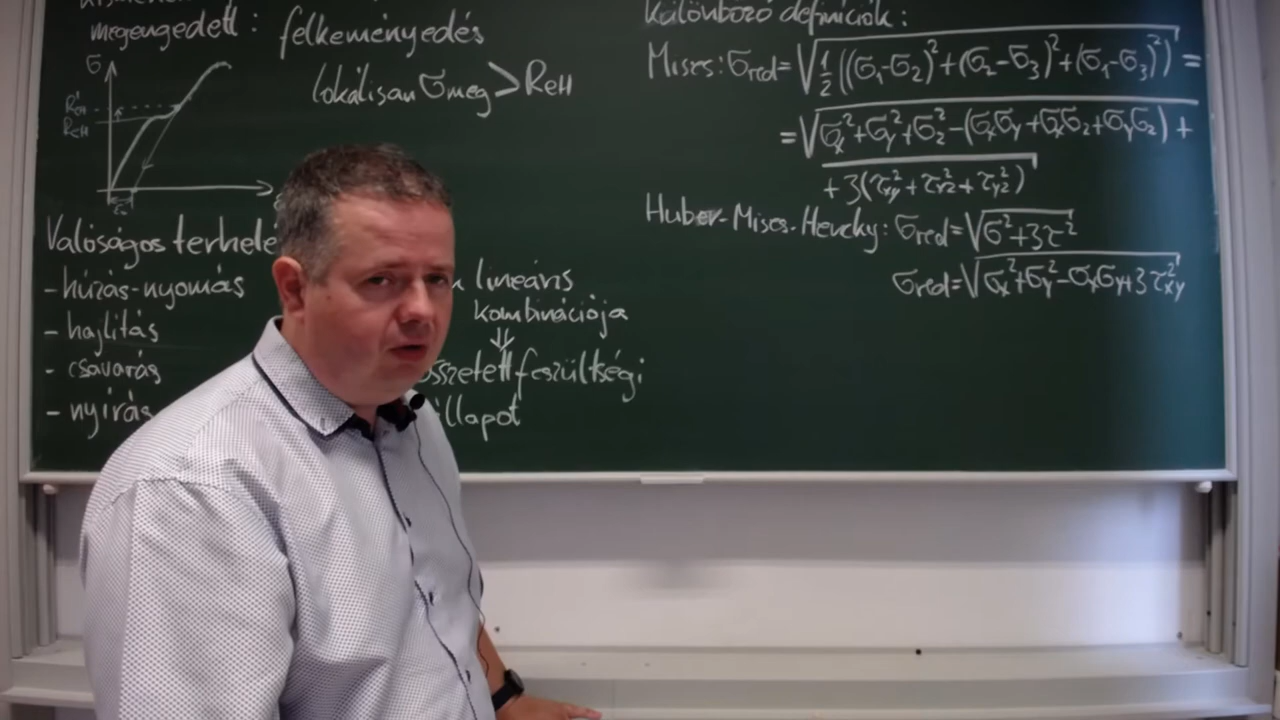 megengedett : felkeményedés
lokálisan σmeg > ReH
σ
R'eH
ReH
Valóságos terhelé
- húzás-nyomás
- hajlítás
- csavarás
- nyírás
lineáris
kombinációja
⇓
összetett feszültségi
állapot
különböző definíciók :
Mises: σred = √(½((σ₁-σ₂)²+(σ₂-σ₃)²+(σ₁-σ₃)²)) =
= √(σx²+σy²+σz²-(σxσy+σxσz+σyσz)+
+3(τxy²+τxz²+τyz²))
Huber-Mises-Hencky: σred = √(σ²+3τ²)
σred = √(σx²+σy²-σxσy+3τxy²)